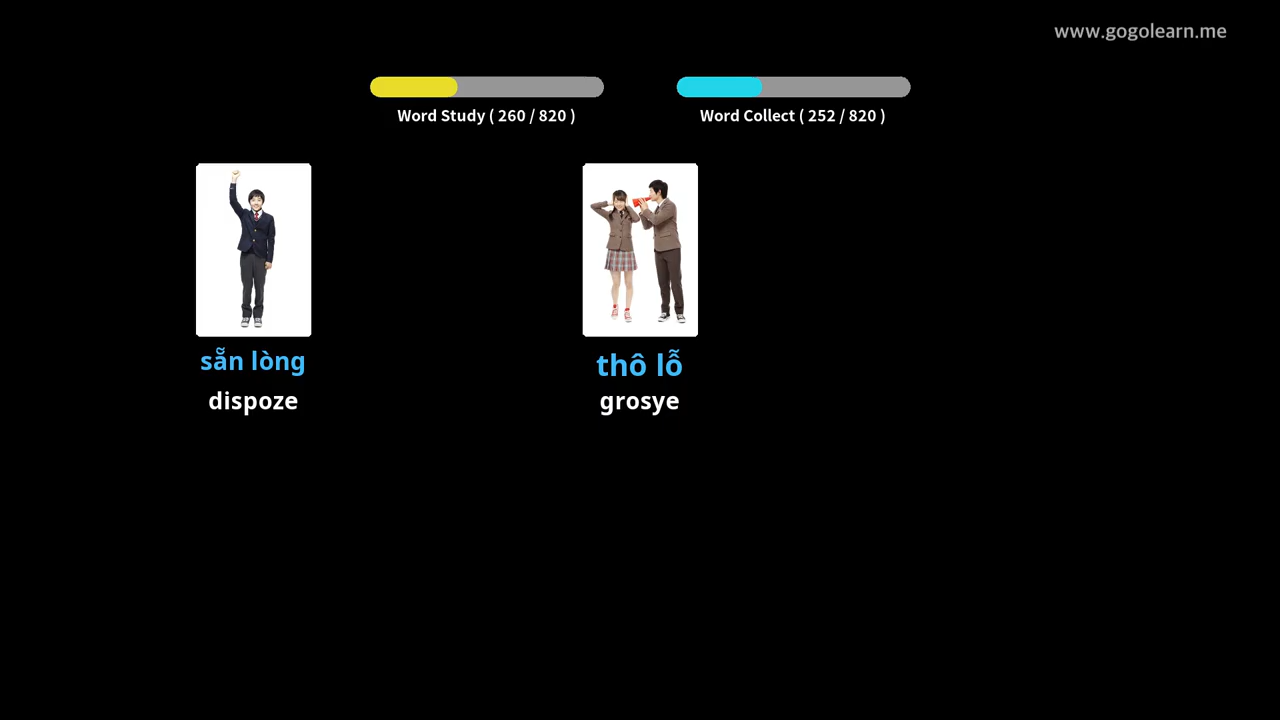 www.gogolearn.me
Word Study ( 260 / 820 )
Word Collect ( 252 / 820 )
sẵn lòng
thô lỗ
dispoze
grosye